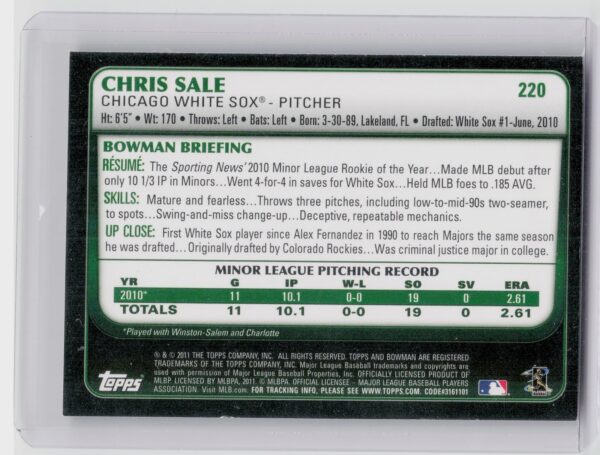 CHRIS SALE 220
CHICAGO WHITE SOX® - PITCHER
Ht: 6'5" • Wt: 170 • Throws: Left • Bats: Left • Born: 3-30-89, Lakeland, FL • Drafted: White Sox #1-June, 2010
BOWMAN BRIEFING
RÉSUMÉ: The Sporting News' 2010 Minor League Rookie of the Year...Made MLB debut after
only 10 1/3 IP in Minors...Went 4-for-4 in saves for White Sox...Held MLB foes to .185 AVG.
SKILLS: Mature and fearless...Throws three pitches, including low-to-mid-90s two-seamer,
to spots...Swing-and-miss change-up...Deceptive, repeatable mechanics.
UP CLOSE: First White Sox player since Alex Fernandez in 1990 to reach Majors the same season
he was drafted...Originally drafted by Colorado Rockies...Was criminal justice major in college.
MINOR LEAGUE PITCHING RECORD
YR G IP W-L SO SV ERA
2010* 11 10.1 0-0 19 0 2.61
TOTALS 11 10.1 0-0 19 0 2.61
*Played with Winston-Salem and Charlotte
® & © 2011 THE TOPPS COMPANY, INC. ALL RIGHTS RESERVED. TOPPS AND BOWMAN ARE REGISTERED
TRADEMARKS OF THE TOPPS COMPANY, INC. Major League Baseball trademarks and copyrights are
used with permission of Major League Baseball Properties, Inc. OFFICIALLY LICENSED PRODUCT OF
MLBP. LICENSED BY MLBPA, 2011. © MLBPA. OFFICIAL LICENSEE - MAJOR LEAGUE BASEBALL PLAYERS
ASSOCIATION. Visit MLB.com. FOR TRACKING INFO, PLEASE SEE WWW.TOPPS.COM. CODE#3161101
Topps